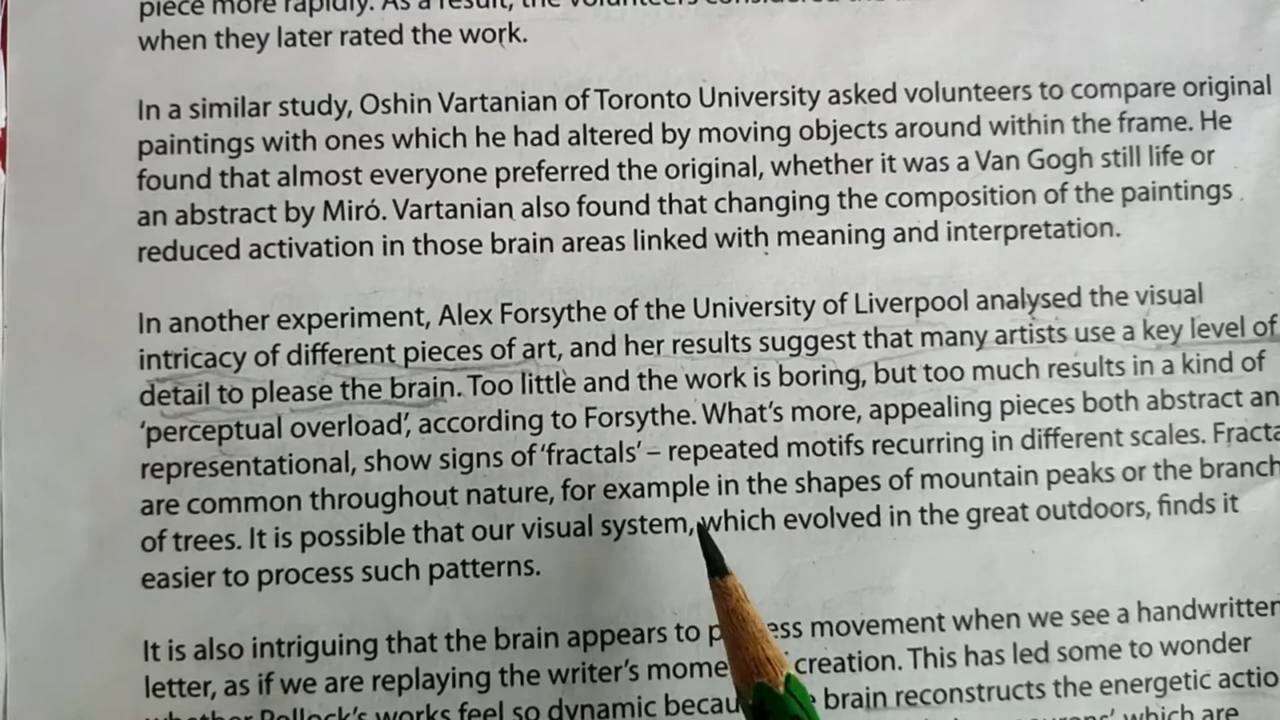 piece more rapidly. As a result, the volunteers considered the
when they later rated the work.
In a similar study, Oshin Vartanian of Toronto University asked volunteers to compare original
paintings with ones which he had altered by moving objects around within the frame. He
found that almost everyone preferred the original, whether it was a Van Gogh still life or
an abstract by Miró. Vartanian also found that changing the composition of the paintings
reduced activation in those brain areas linked with meaning and interpretation.
In another experiment, Alex Forsythe of the University of Liverpool analysed the visual
intricacy of different pieces of art, and her results suggest that many artists use a key level of
detail to please the brain. Too little and the work is boring, but too much results in a kind of
‘perceptual overload’, according to Forsythe. What’s more, appealing pieces both abstract an
representational, show signs of ‘fractals’ – repeated motifs recurring in different scales. Fracta
are common throughout nature, for example in the shapes of mountain peaks or the branch
of trees. It is possible that our visual system, which evolved in the great outdoors, finds it
easier to process such patterns.
It is also intriguing that the brain appears to movement when we see a handwritten
letter, as if we are replaying the writer’s creation. This has led some to wonder
whether Pollock’s works feel so dynamic brain reconstructs the energetic actio
which are